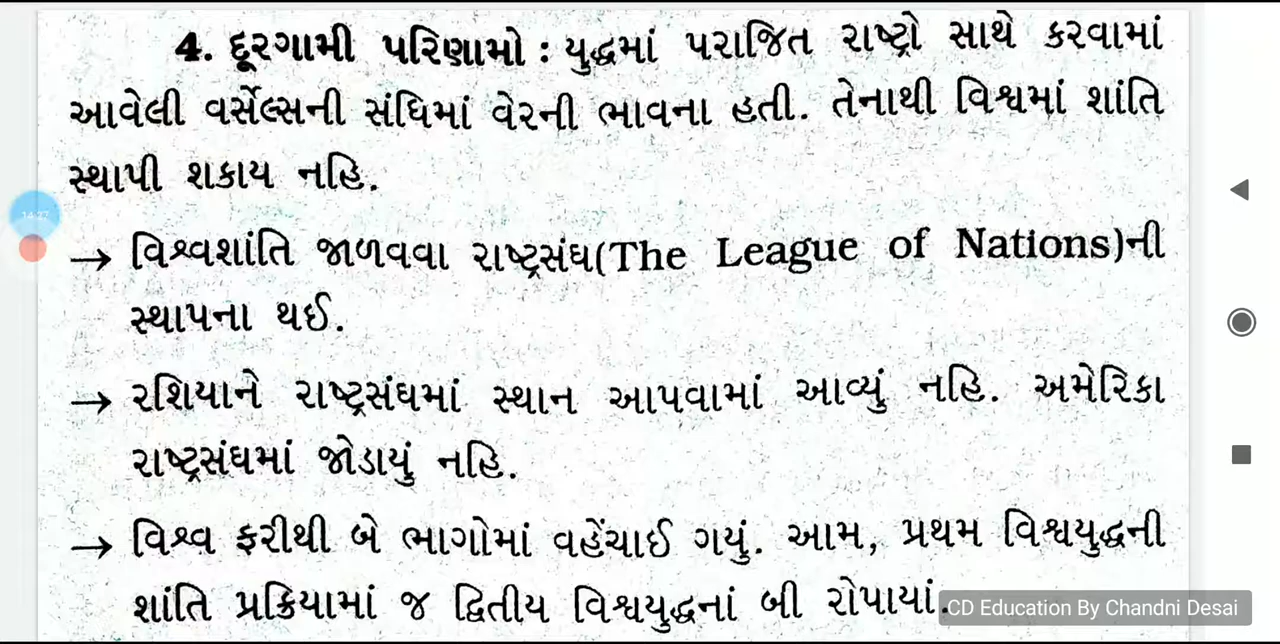 4. દૂરગામી પરિણામો : યુદ્ધમાં પરાજિત રાષ્ટ્રો સાથે કરવામાં
આવેલી વર્સેલ્સની સંધિમાં વેરની ભાવના હતી. તેનાથી વિશ્વમાં શાંતિ
સ્થાપી શકાય નહિ.
14:27
→ વિશ્વશાંતિ જાળવવા રાષ્ટ્રસંઘ(The League of Nations)ની
સ્થાપના થઈ.
→ રશિયાને રાષ્ટ્રસંઘમાં સ્થાન આપવામાં આવ્યું નહિ. અમેરિકા
રાષ્ટ્રસંઘમાં જોડાયું નહિ.
→ વિશ્વ ફરીથી બે ભાગોમાં વહેંચાઈ ગયું. આમ, પ્રથમ વિશ્વયુદ્ધની
શાંતિ પ્રક્રિયામાં જ દ્વિતીય વિશ્વયુદ્ધનાં બી રોપાયાં.
CD Education By Chandni Desai